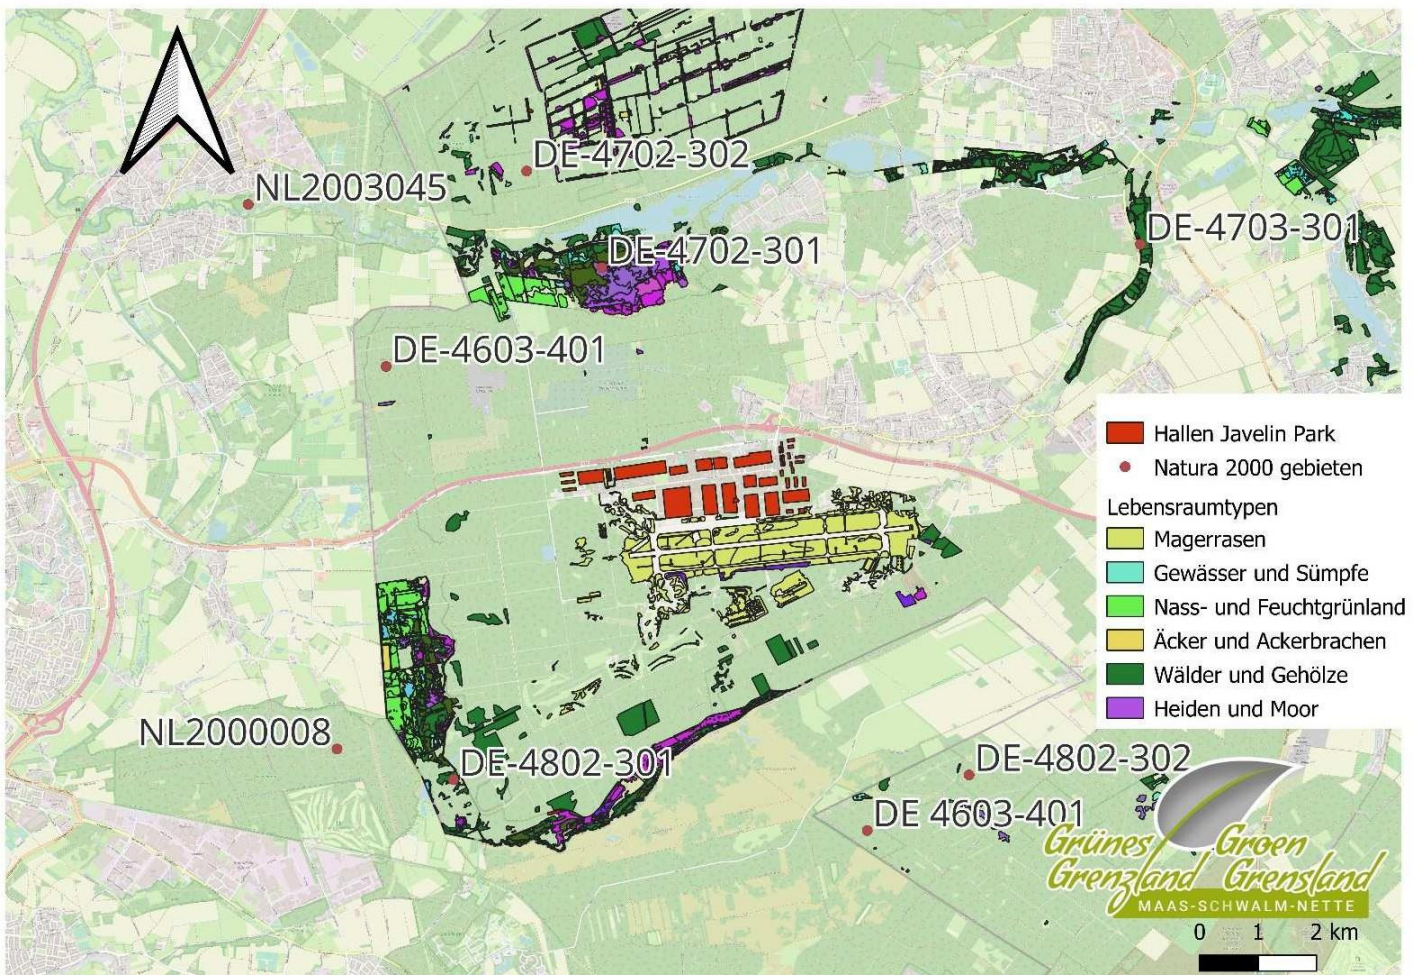 DE-4702-302
NL2003045
DE-4703-301
DE-4702-301
DE-4603-401
Hallen Javelin Park
Natura 2000 gebieten
Lebensraumtypen
Magerrasen
Gewässer und Sümpfe
Nass- und Feuchtgrünland
Äcker und Ackerbrachen
Wälder und Gehölze
Heiden und Moor
NL2000008
DE-4802-301
DE-4802-302
DE 4603-401
Grünes Groen
Grenzland Grensland
MAAS-SCHWALM-NETTE
0 1 2 km